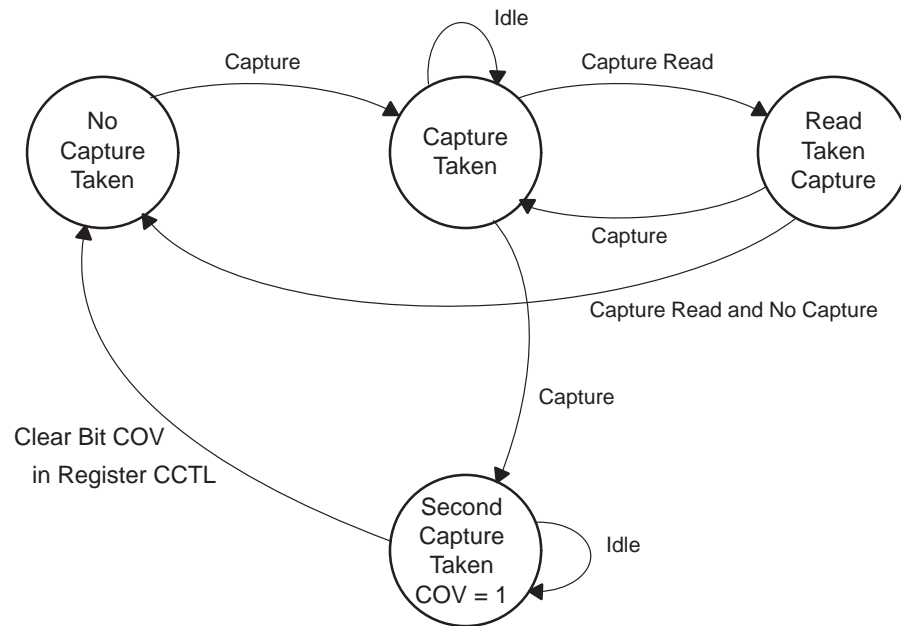 Idle
Capture
Capture Read
No
Capture
Taken
Capture
Taken
Read
Taken
Capture
Capture
Capture Read and No Capture
Capture
Clear Bit COV
in Register CCTL
Second
Capture
Taken
COV = 1
Idle